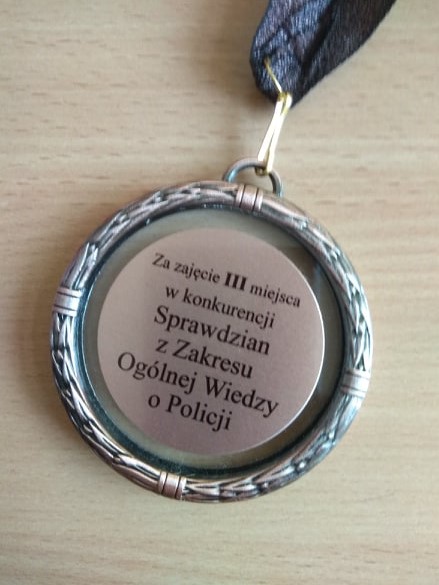 Za zajęcie III miejsca
w konkurencji
Sprawdzian
z Zakresu
Ogólnej Wiedzy
o Policji